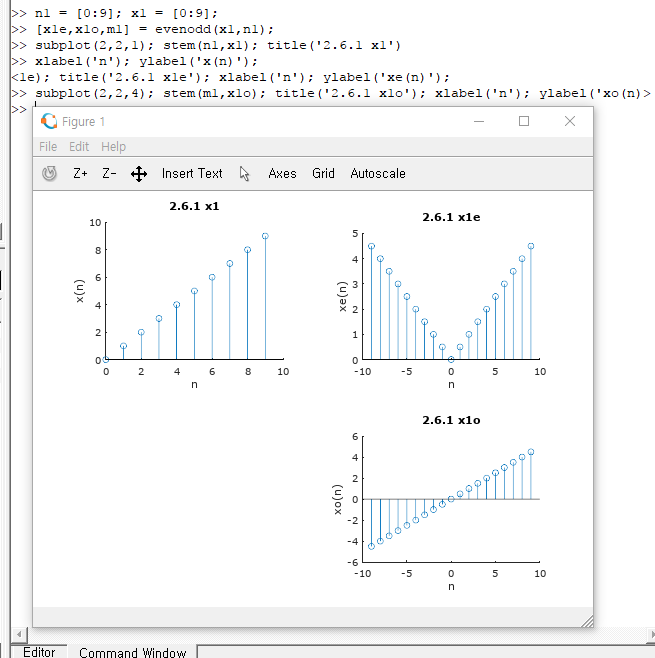 >> n1 = [0:9]; x1 = [0:9];
>> [x1e,x1o,m1] = evenodd(x1,n1);
>> subplot(2,2,1); stem(n1,x1); title('2.6.1 x1')
>> xlabel('n'); ylabel('x(n)');
<1e); title('2.6.1 x1e'); xlabel('n'); ylabel('xe(n)');
>> subplot(2,2,4); stem(m1,x1o); title('2.6.1 x1o'); xlabel('n'); ylabel('xo(n)>
>>
Figure 1
File Edit Help
Z+ Z- Insert Text Axes Grid Autoscale
2.6.1 x1
10
8
6
4
2
0
x(n)
0 2 4 6 8 10
n
2.6.1 x1e
5
4
3
2
1
0
xe(n)
-10 -5 0 5 10
n
2.6.1 x1o
6
4
2
0
-2
-4
-6
xo(n)
-10 -5 0 5 10
n
Editor Command Window